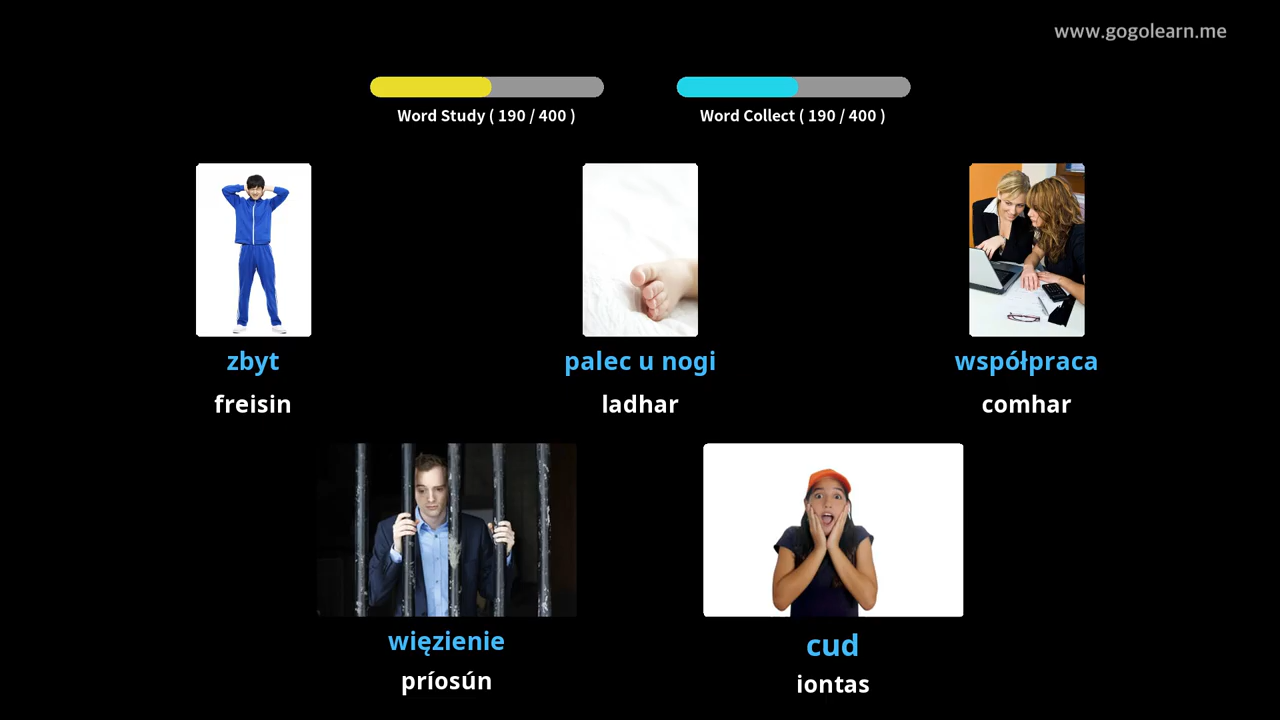 www.gogolearn.me
Word Study ( 190 / 400 )
Word Collect ( 190 / 400 )
zbyt
freisin
palec u nogi
ladhar
współpraca
comhar
więzienie
príosún
cud
iontas